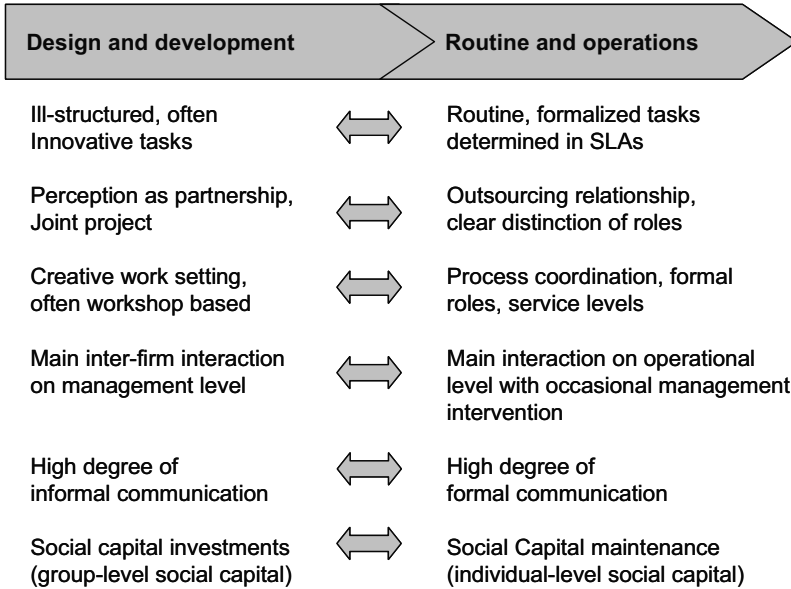 Design and development
Routine and operations
Ill-structured, often
Innovative tasks
Routine, formalized tasks
determined in SLAs
Perception as partnership,
Joint project
Outsourcing relationship,
clear distinction of roles
Creative work setting,
often workshop based
Process coordination, formal
roles, service levels
Main inter-firm interaction
on management level
Main interaction on operational
level with occasional management
intervention
High degree of
informal communication
High degree of
formal communication
Social capital investments
(group-level social capital)
Social Capital maintenance
(individual-level social capital)